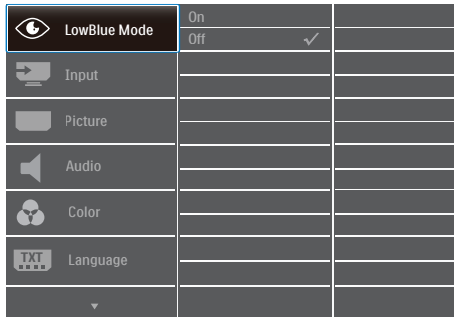 LowBlue Mode
On
Off
Input
Picture
Audio
Color
TXT
Language